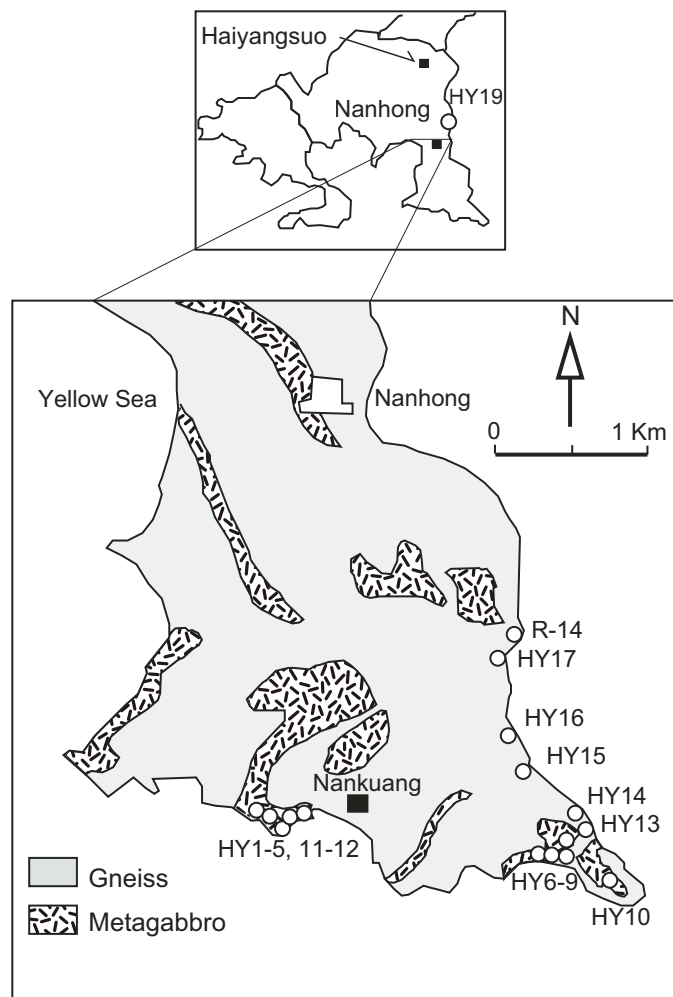 Haiyangsuo
Nanhong
HY19
N
Yellow Sea
Nanhong
0 1 Km
R-14
HY17
HY16
HY15
Nankuang
HY14
HY13
HY1-5, 11-12
HY6-9
Gneiss
HY10
Metagabbro